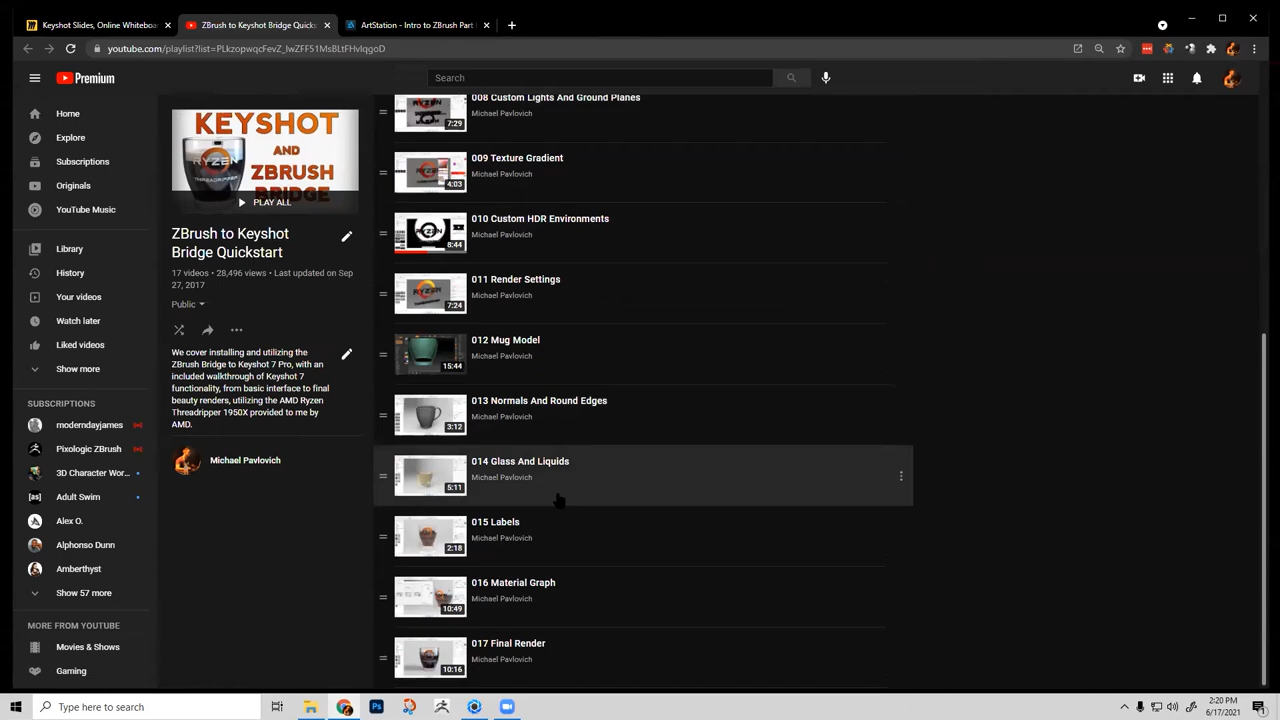 Keyshot Slides, Online Whiteboa
ZBrush to Keyshot Bridge Quicks
ArtStation - Intro to ZBrush Part
youtube.com/playlist?list=PLkzopwqcFevZ_IwZFF51MsBLtFHvlqgoD
Premium
Search
Home
Explore
Subscriptions
Originals
YouTube Music
Library
History
Your videos
Watch later
Liked videos
Show more
SUBSCRIPTIONS
moderndayjames
Pixologic ZBrush
3D Character Wor...
Adult Swim
Alex O.
Alphonso Dunn
Amberthyst
Show 57 more
MORE FROM YOUTUBE
Movies & Shows
Gaming
KEYSHOT
AND
ZBRUSH
BRIDGE
RYZEN
THREADRIPPER
PLAY ALL
ZBrush to Keyshot
Bridge Quickstart
17 videos • 28,496 views • Last updated on Sep
27, 2017
Public
We cover installing and utilizing the
ZBrush Bridge to Keyshot 7 Pro, with an
included walkthrough of Keyshot 7
functionality, from basic interface to final
beauty renders, utilizing the AMD Ryzen
Threadripper 1950X provided to me by
AMD.
Michael Pavlovich
008 Custom Lights And Ground Planes
Michael Pavlovich
7:29
009 Texture Gradient
Michael Pavlovich
4:03
010 Custom HDR Environments
Michael Pavlovich
RYZEN
8:44
011 Render Settings
Michael Pavlovich
RYZEN
7:24
012 Mug Model
Michael Pavlovich
15:44
013 Normals And Round Edges
Michael Pavlovich
3:12
014 Glass And Liquids
Michael Pavlovich
5:11
015 Labels
Michael Pavlovich
2:18
016 Material Graph
Michael Pavlovich
10:49
017 Final Render
Michael Pavlovich
10:16
Type here to search
2:20 PM
6/17/2021